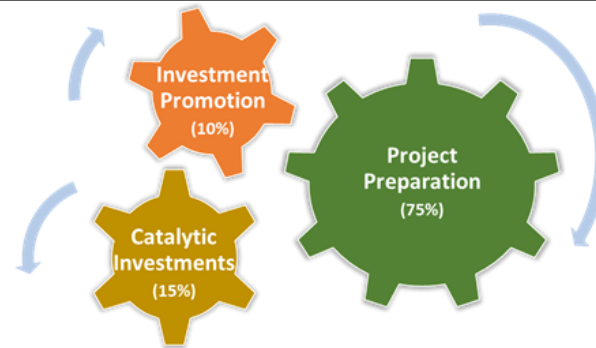 Investment
Promotion
(10%)
Project
Preparation
(75%)
Catalytic
Investments
(15%)